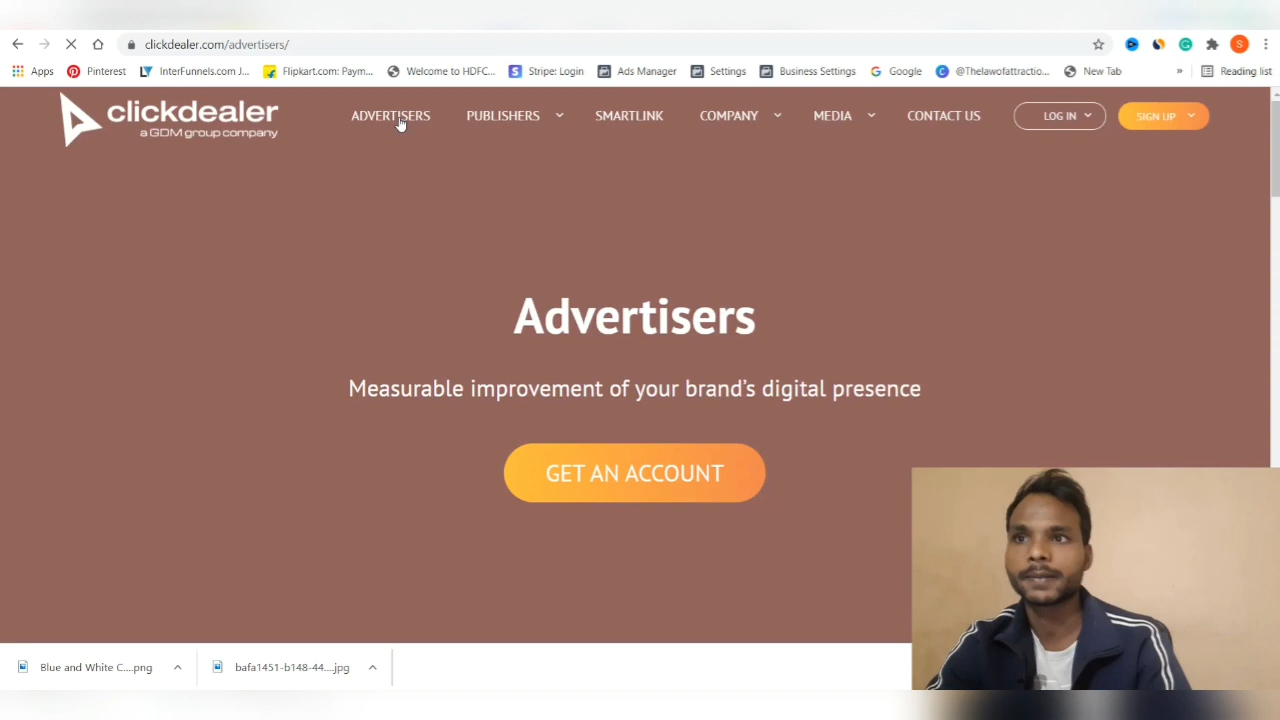 clickdealer.com/advertisers/
Apps Pinterest InterFunnels.com J... Flipkart.com: Paym... Welcome to HDFC... Stripe: Login Ads Manager Settings Business Settings Google @Thelawofattractio... New Tab » Reading list
clickdealer
a GDM group company
ADVERTISERS PUBLISHERS SMARTLINK COMPANY MEDIA CONTACT US LOG IN SIGN UP
Advertisers
Measurable improvement of your brand's digital presence
GET AN ACCOUNT
Blue and White C....png bafa1451-b148-44....jpg